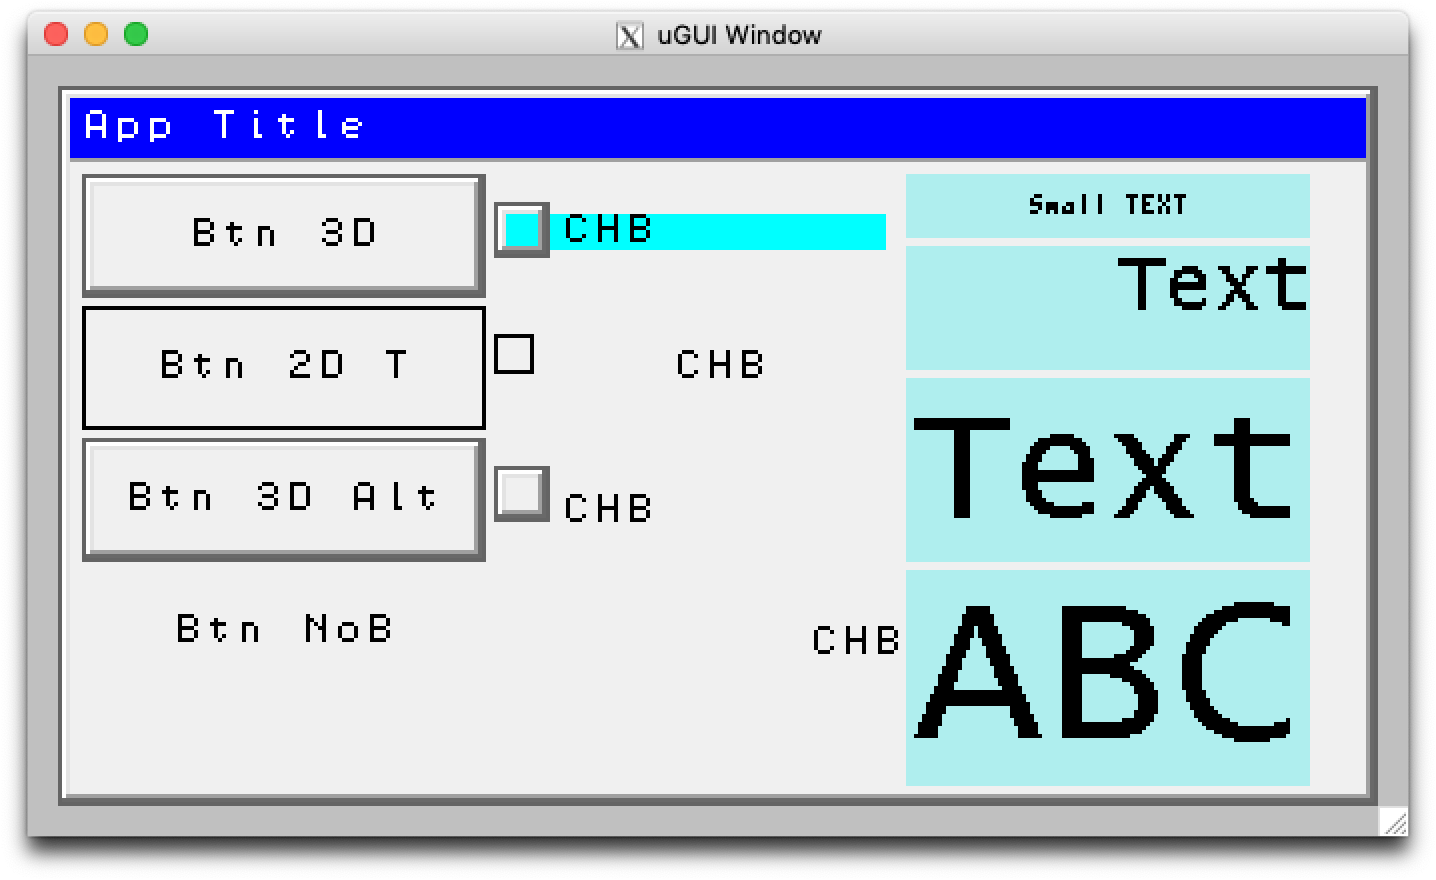 uGUI Window
App Title
Btn 3D
CHB
Small TEXT
Text
Btn 2D T
CHB
Text
Btn 3D Alt
CHB
Btn NoB
CHB
ABC